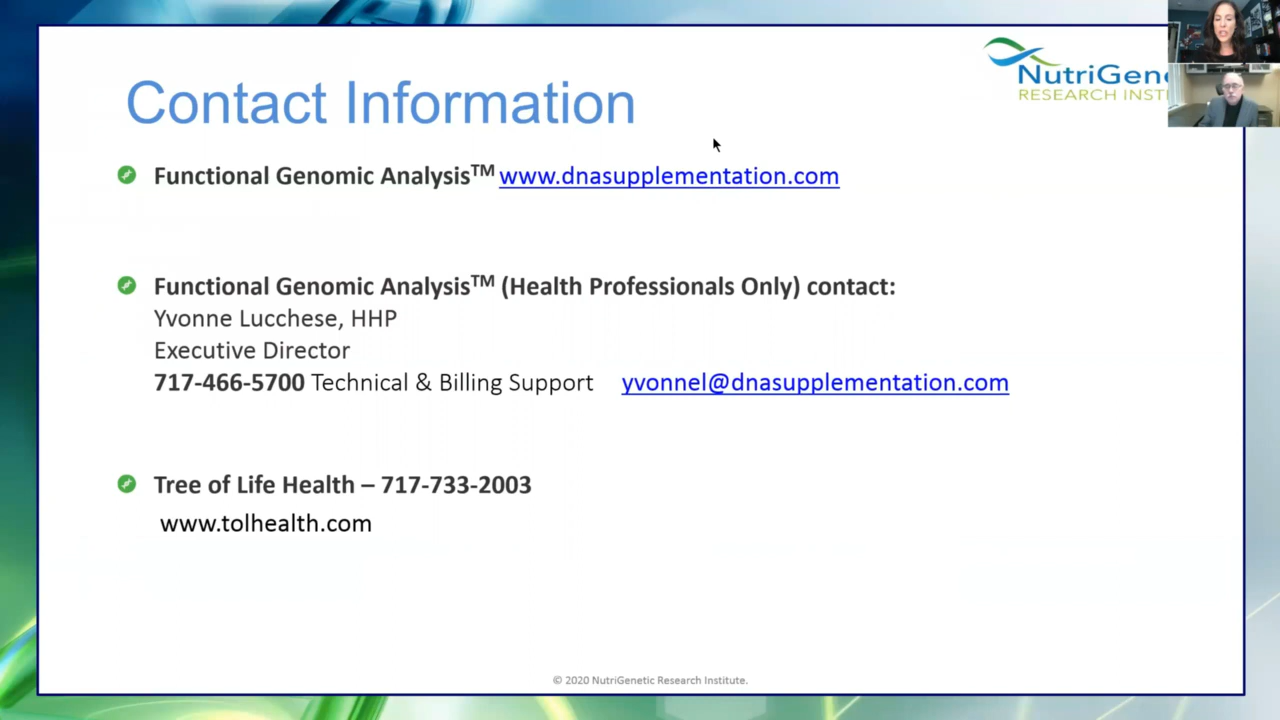 Contact Information
NutriGene
RESEARCH INSTI
Functional Genomic Analysis™ www.dnasupplementation.com
Functional Genomic Analysis™ (Health Professionals Only) contact:
Yvonne Lucchese, HHP
Executive Director
717-466-5700 Technical & Billing Support yvonnel@dnasupplementation.com
Tree of Life Health – 717-733-2003
www.tolhealth.com
© 2020 NutriGenetic Research Institute.